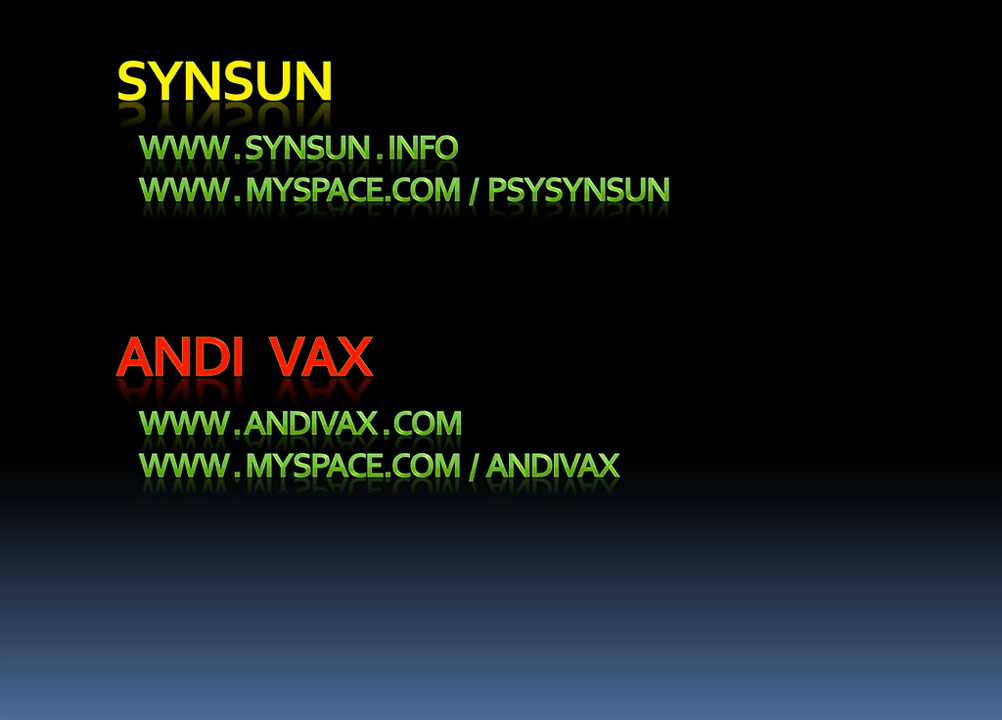 SYNSUN
WWW . SYNSUN . INFO
WWW . MYSPACE.COM / PSYSYNSUN
ANDI VAX
WWW . ANDIVAX . COM
WWW . MYSPACE.COM / ANDIVAX